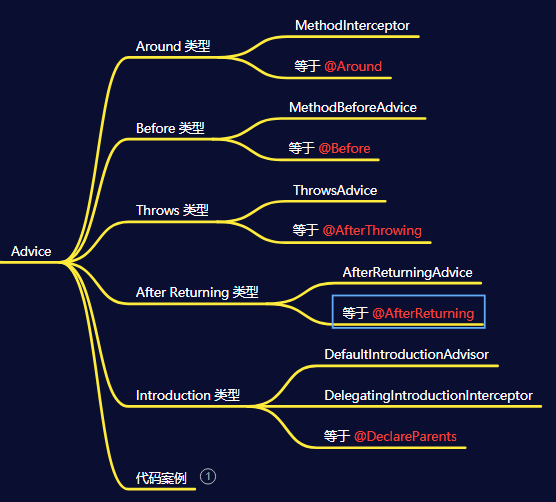 Advice
Around 类型
MethodInterceptor
等于 @Around
Before 类型
MethodBeforeAdvice
等于 @Before
Throws 类型
ThrowsAdvice
等于 @AfterThrowing
After Returning 类型
AfterReturningAdvice
等于 @AfterReturning
Introduction 类型
DefaultIntroductionAdvisor
DelegatingIntroductionInterceptor
等于 @DeclareParents
代码案例 1